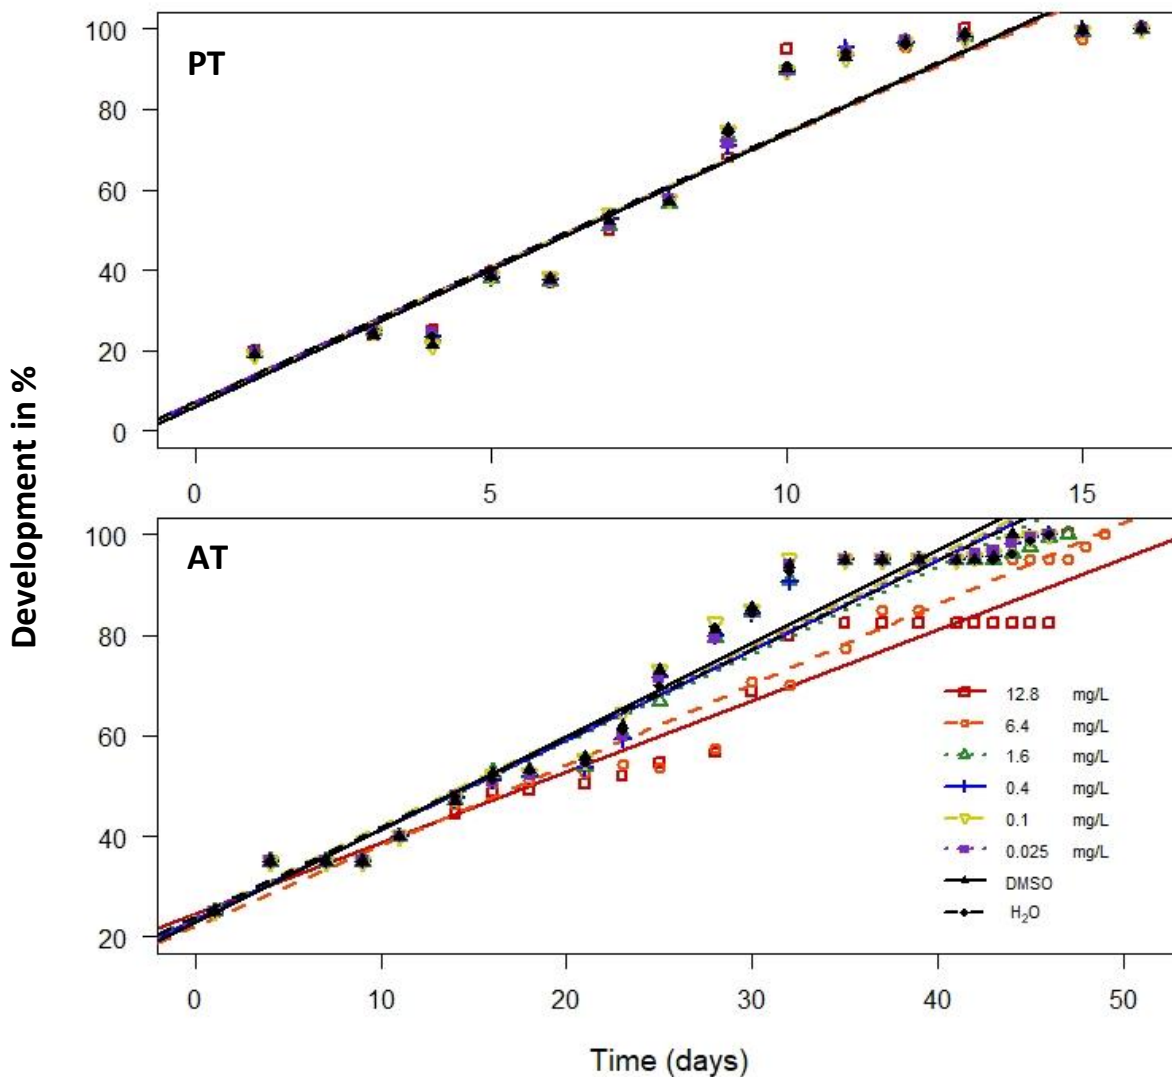 PT
100
80
60
40
20
0
0 5 10 15
Development in %
AT
100
80
60
40
20
12.8 mg/L
6.4 mg/L
1.6 mg/L
0.4 mg/L
0.1 mg/L
0.025 mg/L
DMSO
H₂O
0 10 20 30 40 50
Time (days)